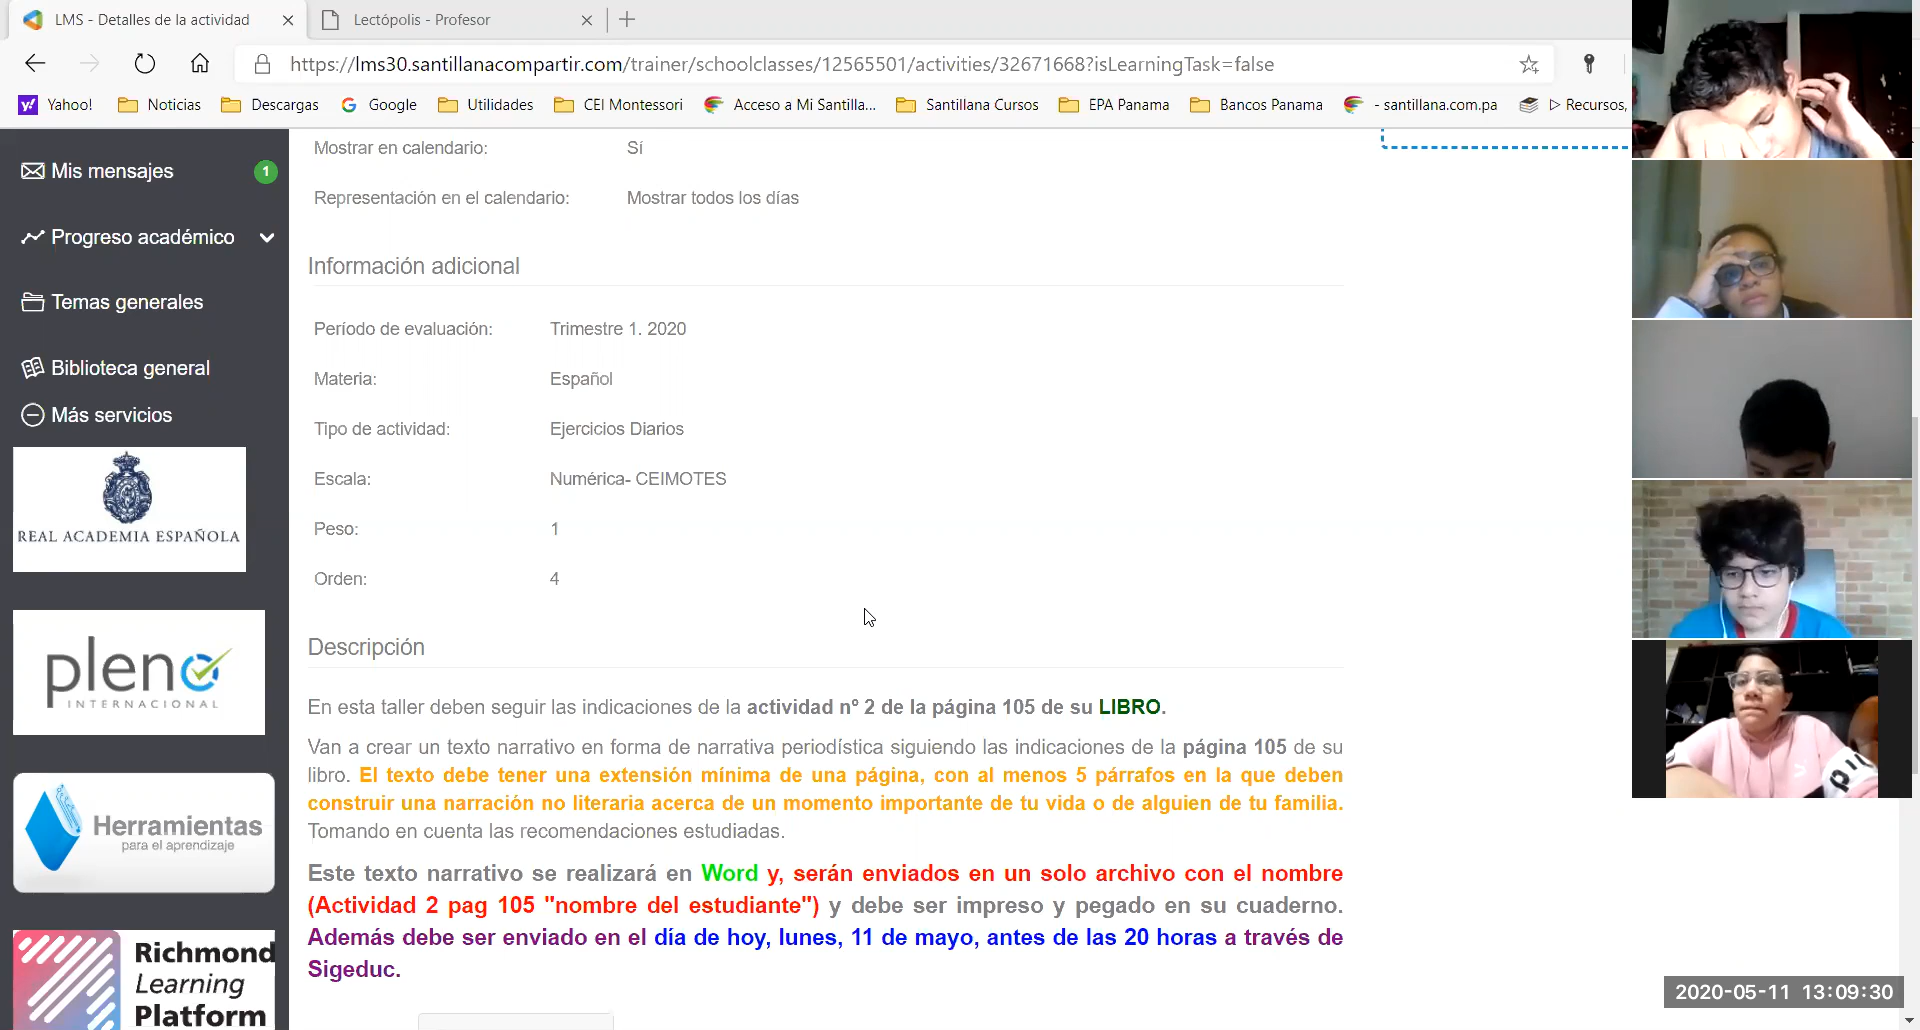 LMS - Detalles de la actividad
Lectópolis - Profesor
https://lms30.santillanacompartir.com/trainer/schoolclasses/12565501/activities/32671668?isLearningTask=false
Yahoo!
Noticias
Descargas
Google
Utilidades
CEI Montessori
Acceso a Mi Santilla...
Santillana Cursos
EPA Panama
Bancos Panama
- santillana.com.pa
▷ Recursos,
Mis mensajes
1
Progreso académico
Temas generales
Biblioteca general
Más servicios
REAL ACADEMIA ESPAÑOLA
pleno
INTERNACIONAL
Herramientas
para el aprendizaje
Richmond
Learning
Platform
Mostrar en calendario: Sí
Representación en el calendario: Mostrar todos los días
Información adicional
Período de evaluación: Trimestre 1. 2020
Materia: Español
Tipo de actividad: Ejercicios Diarios
Escala: Numérica- CEIMOTES
Peso: 1
Orden: 4
Descripción
En esta taller deben seguir las indicaciones de la actividad nº 2 de la página 105 de su LIBRO.
Van a crear un texto narrativo en forma de narrativa periodística siguiendo las indicaciones de la página 105 de su
libro. El texto debe tener una extensión mínima de una página, con al menos 5 párrafos en la que deben
construir una narración no literaria acerca de un momento importante de tu vida o de alguien de tu familia.
Tomando en cuenta las recomendaciones estudiadas.
Este texto narrativo se realizará en Word y, serán enviados en un solo archivo con el nombre
(Actividad 2 pag 105 "nombre del estudiante") y debe ser impreso y pegado en su cuaderno.
Además debe ser enviado en el día de hoy, lunes, 11 de mayo, antes de las 20 horas a través de
Sigeduc.
2020-05-11 13:09:30